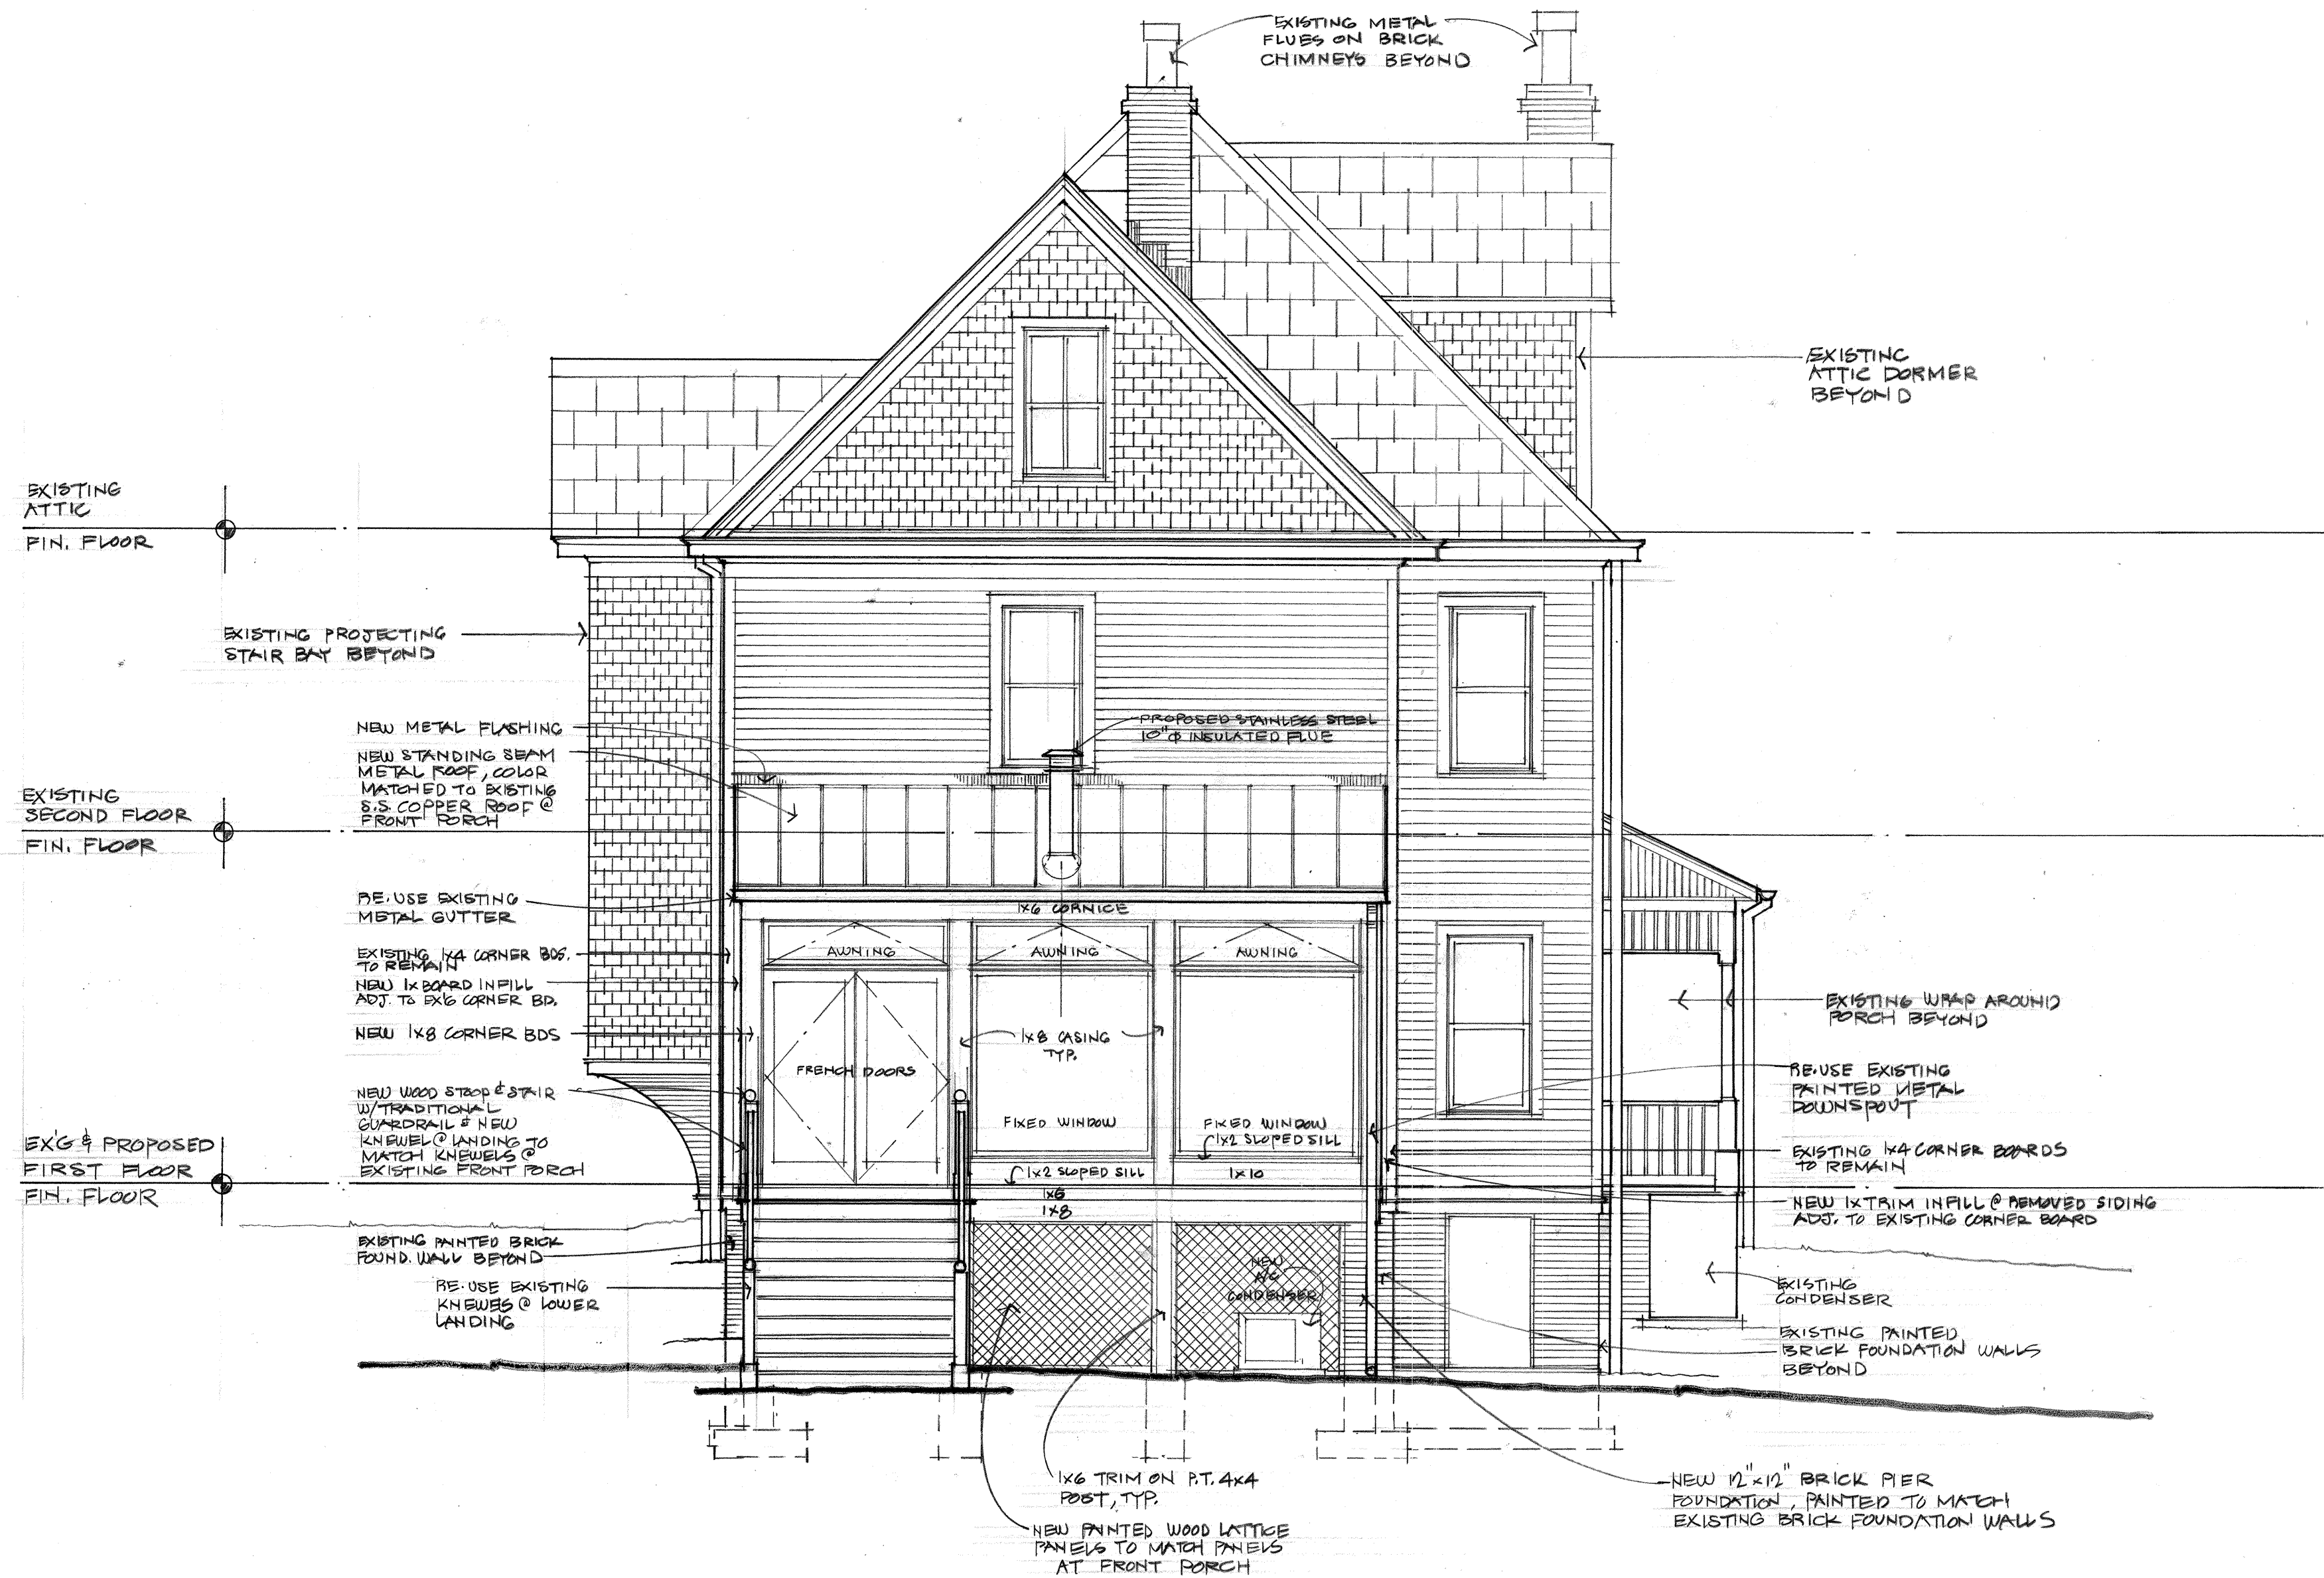 EXISTING METAL
FLUES ON BRICK
CHIMNEYS BEYOND
EXISTING
ATTIC DORMER
BEYOND
EXISTING
ATTIC
FIN. FLOOR
EXISTING PROJECTING
STAIR BAY BEYOND
NEW METAL FLASHING
NEW STANDING SEAM
METAL ROOF, COLOR
MATCHED TO EXISTING
S.S. COPPER ROOF @
FRONT PORCH
PROPOSED STAINLESS STEEL
10"Φ INSULATED FLUE
EXISTING
SECOND FLOOR
FIN. FLOOR
RE-USE EXISTING
METAL GUTTER
1x6 CORNICE
EXISTING 1x4 CORNER BDS.
TO REMAIN
AWNING
AWNING
AWNING
NEW 1x BOARD INFILL
ADJ. TO EX'G CORNER BD.
NEW 1x8 CORNER BDS
1x8 CASING
TYP.
FRENCH DOORS
EXISTING WRAP AROUND
PORCH BEYOND
RE-USE EXISTING
PAINTED METAL
DOWNSPOUT
NEW WOOD STOOP & STAIR
W/TRADITIONAL
GUARDRAIL & NEW
KNEWEL @ LANDING TO
MATCH KNEWELS @
EXISTING FRONT PORCH
FIXED WINDOW
FIXED WINDOW
1x2 SLOPED SILL
1x2 SLOPED SILL
1x10
1x6
1x8
EX'G & PROPOSED
FIRST FLOOR
FIN. FLOOR
EXISTING 1x4 CORNER BOARDS
TO REMAIN
NEW 1x TRIM INFILL @ REMOVED SIDING
ADJ. TO EXISTING CORNER BOARD
EXISTING PAINTED BRICK
FOUND. WALL BEYOND
RE-USE EXISTING
KNEWES @ LOWER
LANDING
NEW
A/C
CONDENSER
EXISTING
CONDENSER
EXISTING PAINTED
BRICK FOUNDATION WALLS
BEYOND
1x6 TRIM ON P.T. 4x4
POST, TYP.
NEW PAINTED WOOD LATTICE
PANELS TO MATCH PANELS
AT FRONT PORCH
NEW 12"x12" BRICK PIER
FOUNDATION, PAINTED TO MATCH
EXISTING BRICK FOUNDATION WALLS